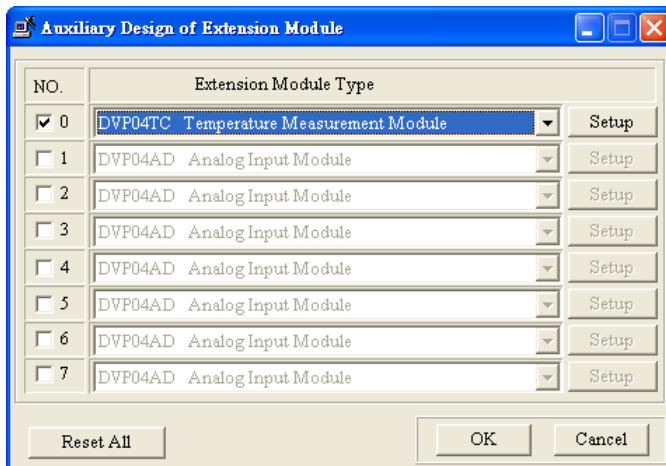 Auxiliary Design of Extension Module
NO. Extension Module Type
0 DVP04TC Temperature Measurement Module Setup
1 DVP04AD Analog Input Module Setup
2 DVP04AD Analog Input Module Setup
3 DVP04AD Analog Input Module Setup
4 DVP04AD Analog Input Module Setup
5 DVP04AD Analog Input Module Setup
6 DVP04AD Analog Input Module Setup
7 DVP04AD Analog Input Module Setup
Reset All OK Cancel